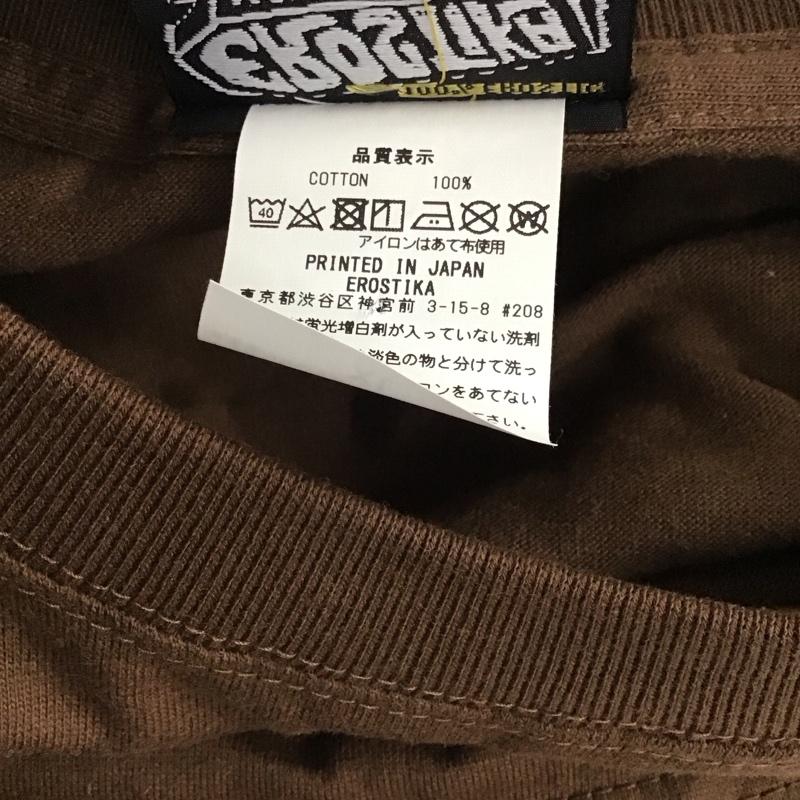 EROSTIKA
品質表示
COTTON 100%
40
アイロンはあて布使用
PRINTED IN JAPAN
EROSTIKA
東京都渋谷区神宮前 3-15-8 #208
蛍光増白剤が入っていない洗剤
淡色の物と分けて洗っ
ンをあてない
さい。